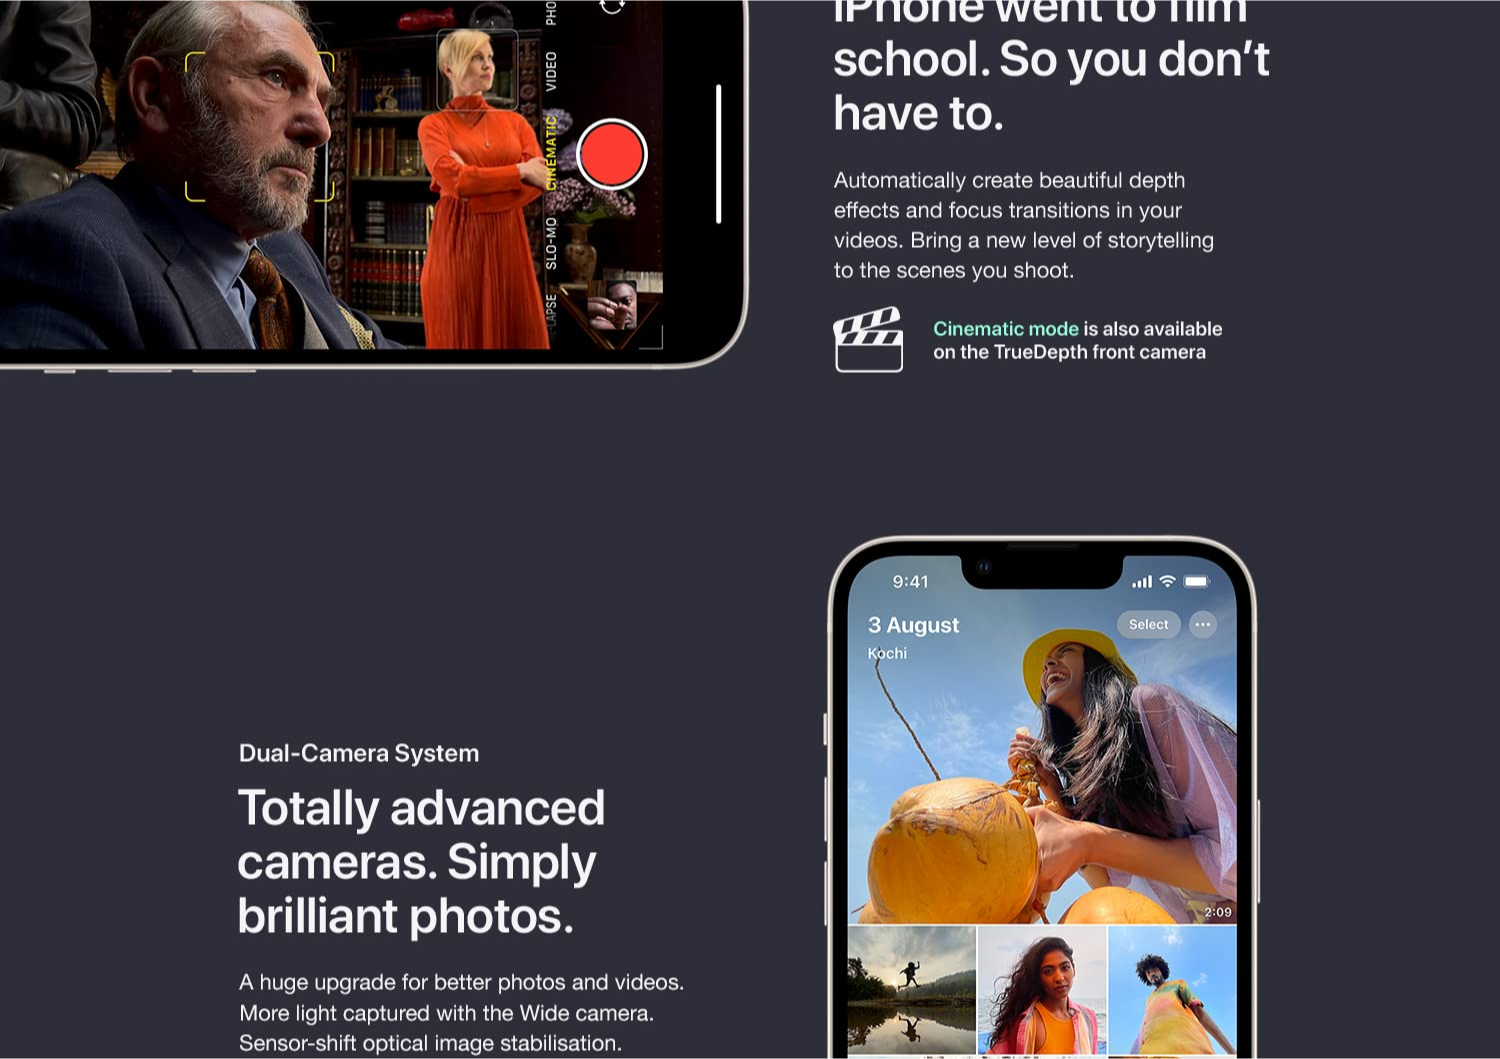 iPhone went to film
school. So you don’t
have to.
Automatically create beautiful depth
effects and focus transitions in your
videos. Bring a new level of storytelling
to the scenes you shoot.
Cinematic mode is also available
on the TrueDepth front camera
PHO
VIDEO
CINEMATIC
SLO-MO
-LAPSE
9:41
3 August
Select
Kochi
2:09
Dual-Camera System
Totally advanced
cameras. Simply
brilliant photos.
A huge upgrade for better photos and videos.
More light captured with the Wide camera.
Sensor-shift optical image stabilisation.